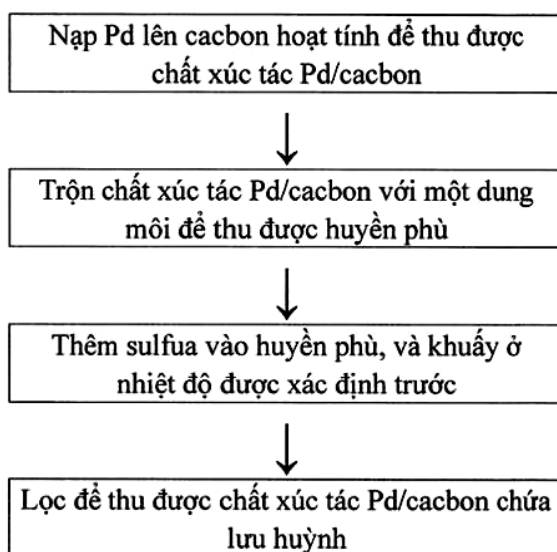 Nạp Pd lên cacbon hoạt tính để thu được
chất xúc tác Pd/cacbon
Trộn chất xúc tác Pd/cacbon với một dung
môi để thu được huyền phù
Thêm sulfua vào huyền phù, và khuấy ở
nhiệt độ được xác định trước
Lọc để thu được chất xúc tác Pd/cacbon chứa
lưu huỳnh